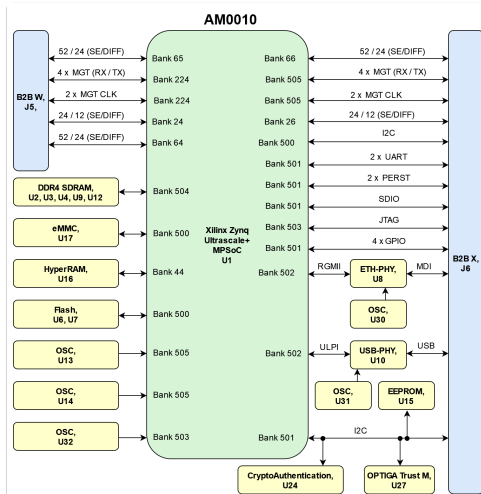 AM0010
B2B W,
J5,
52 / 24 (SE/DIFF)
4 x MGT (RX / TX)
2 x MGT CLK
24 / 12 (SE/DIFF)
52 / 24 (SE/DIFF)
Bank 65
Bank 224
Bank 224
Bank 24
Bank 64
DDR4 SDRAM,
U2, U3, U4, U9, U12
Bank 504
eMMC,
U17
Bank 500
HyperRAM,
U16
Bank 44
Flash,
U6, U7
Bank 500
OSC,
U13
Bank 505
OSC,
U14
Bank 505
OSC,
U32
Bank 503
Xilinx Zynq
Ultrascale+
MPSoC
U1
Bank 66
52 / 24 (SE/DIFF)
Bank 505
4 x MGT (RX / TX)
Bank 505
2 x MGT CLK
Bank 26
24 / 12 (SE/DIFF)
Bank 500
I2C
Bank 501
2 x UART
Bank 501
2 x PERST
Bank 501
SDIO
Bank 503
JTAG
Bank 501
4 x GPIO
Bank 502
RGMII
ETH-PHY,
U8
MDI
OSC,
U30
Bank 502
ULPI
USB-PHY,
U10
USB
OSC,
U31
EEPROM,
U15
Bank 501
I2C
CryptoAuthentication,
U24
OPTIGA Trust M,
U27
B2B X,
J6